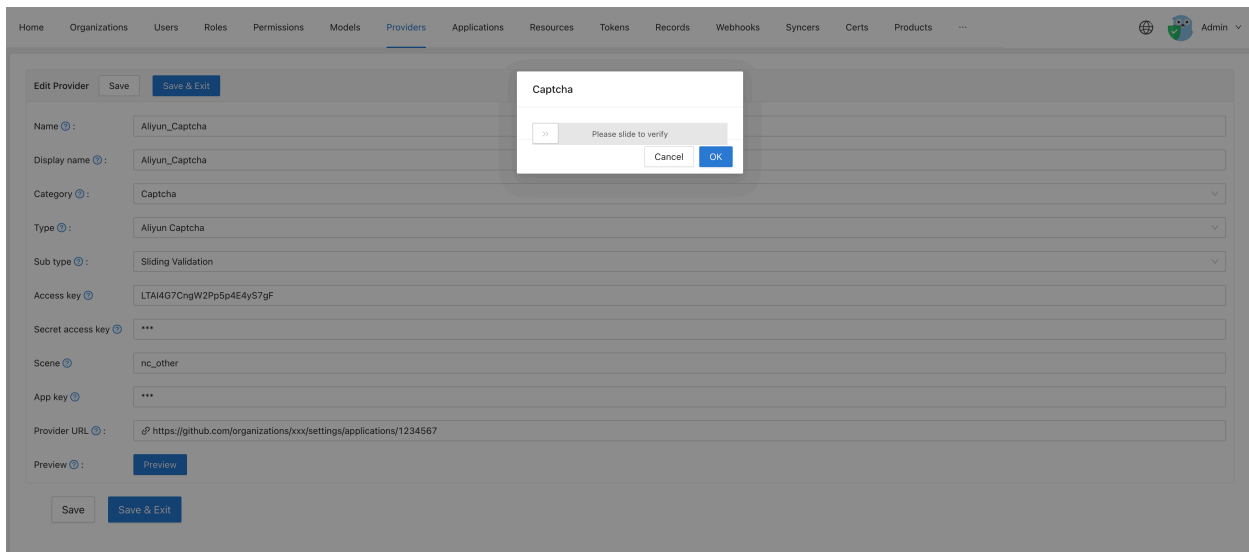 Home Organizations Users Roles Permissions Models Providers Applications Resources Tokens Records Webhooks Syncers Certs Products ··· Admin
Edit Provider Save Save & Exit
Captcha
Please slide to verify
Cancel OK
Name : Aliyun_Captcha
Display name : Aliyun_Captcha
Category : Captcha
Type : Aliyun Captcha
Sub type : Sliding Validation
Access key LTAI4G7CngW2Pp5p4E4yS7gF
Secret access key ***
Scene nc_other
App key ***
Provider URL : https://github.com/organizations/xxx/settings/applications/1234567
Preview : Preview
Save Save & Exit